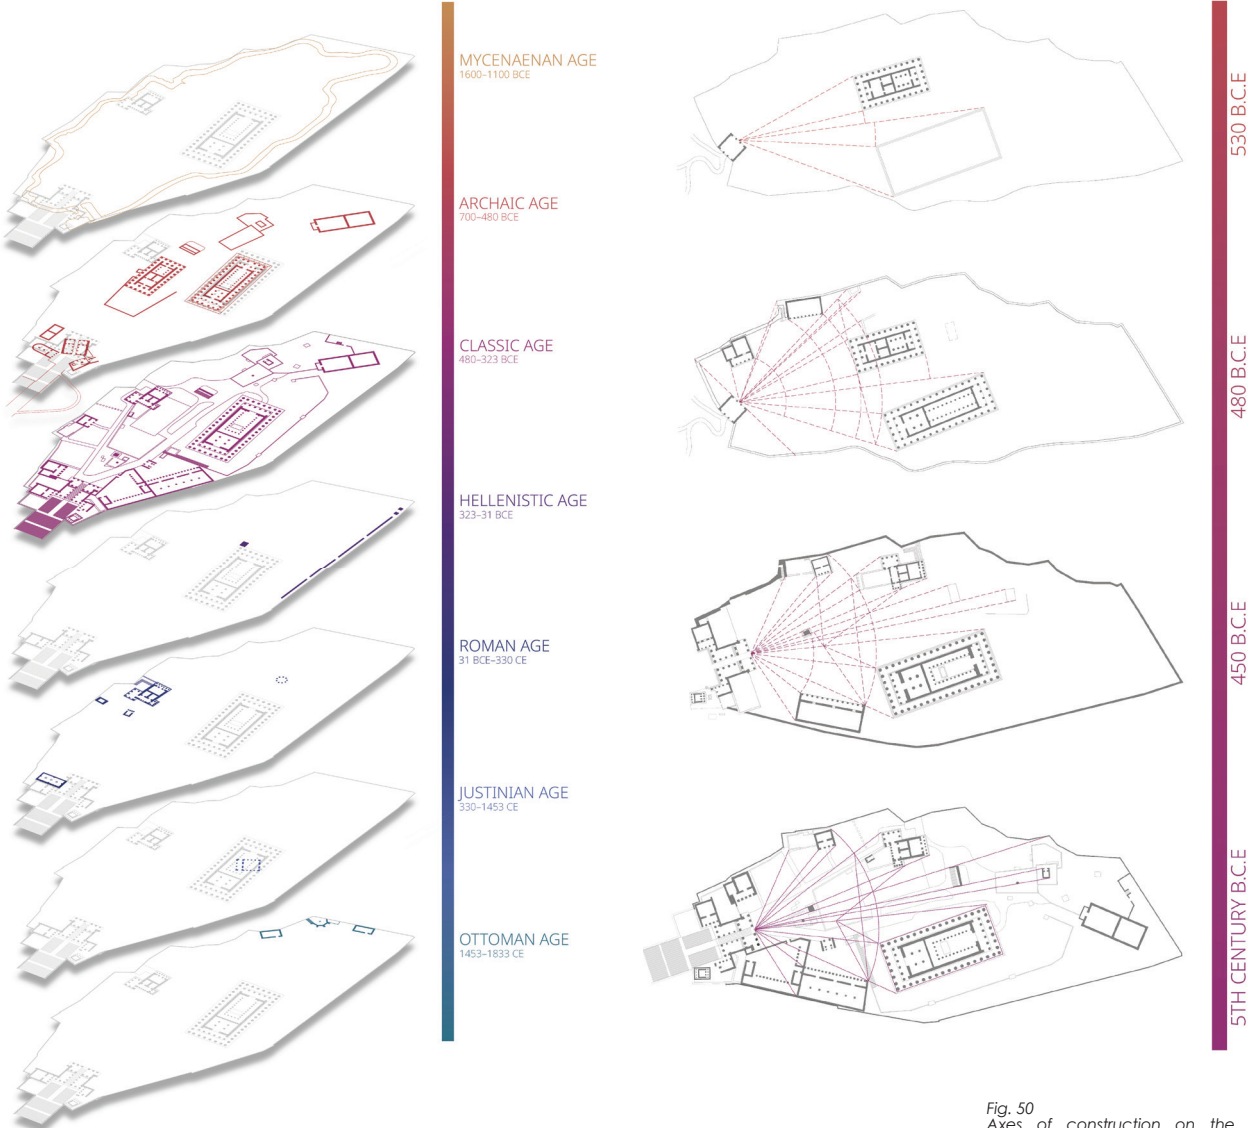 MYCENAENAN AGE
1600–1100 BCE
ARCHAIC AGE
700–480 BCE
CLASSIC AGE
480–323 BCE
HELLENISTIC AGE
323–31 BCE
ROMAN AGE
31 BCE–330 CE
JUSTINIAN AGE
330–1453 CE
OTTOMAN AGE
1453–1833 CE
530 B.C.E
480 B.C.E
450 B.C.E
5TH CENTURY B.C.E
Fig. 50
Axes of construction on the